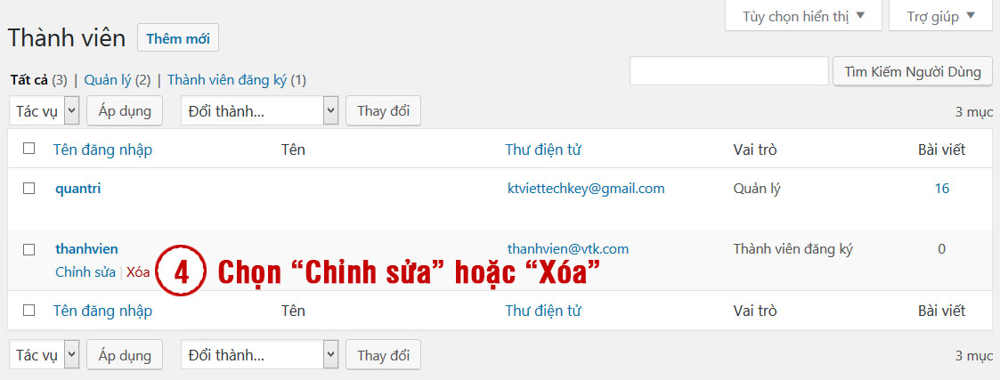 Tùy chọn hiển thị Trợ giúp
Thành viên Thêm mới
Tất cả (3) | Quản lý (2) | Thành viên đăng ký (1)
Tìm Kiếm Người Dùng
Tác vụ Áp dụng Đổi thành... Thay đổi 3 mục
Tên đăng nhập Tên Thư điện tử Vai trò Bài viết
quantri ktviettechkey@gmail.com Quản lý 16
thanhvien thanhvien@vtk.com Thành viên đăng ký 0
Chỉnh sửa | Xóa 4 Chọn “Chỉnh sửa” hoặc “Xóa”
Tên đăng nhập Tên Thư điện tử Vai trò Bài viết
Tác vụ Áp dụng Đổi thành... Thay đổi 3 mục